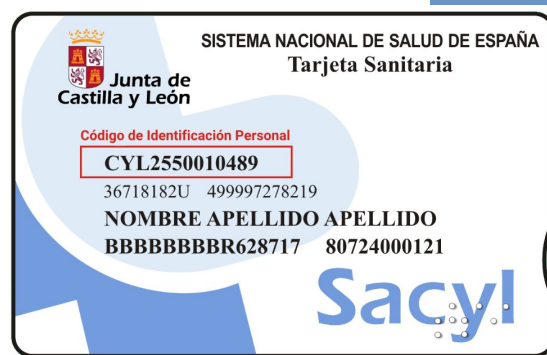 SISTEMA NACIONAL DE SALUD DE ESPAÑA
Tarjeta Sanitaria
Junta de
Castilla y León
Código de Identificación Personal
CYL2550010489
36718182U 499997278219
NOMBRE APELLIDO APELLIDO
BBBBBBBBR628717 80724000121
Sacyl